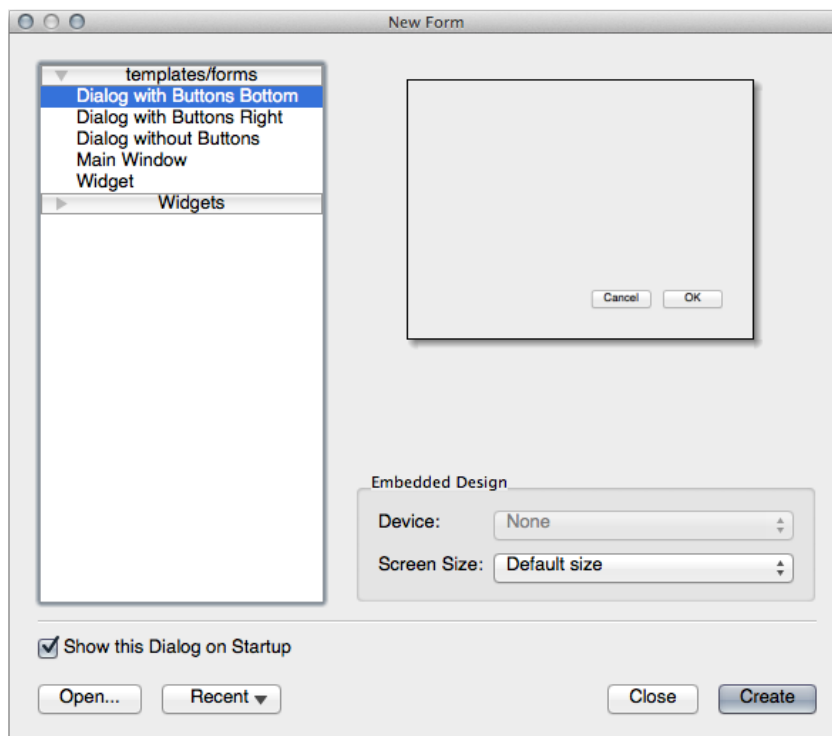 New Form
templates/forms
Dialog with Buttons Bottom
Dialog with Buttons Right
Dialog without Buttons
Main Window
Widget
Widgets
Cancel OK
Embedded Design
Device: None
Screen Size: Default size
Show this Dialog on Startup
Open... Recent Close Create